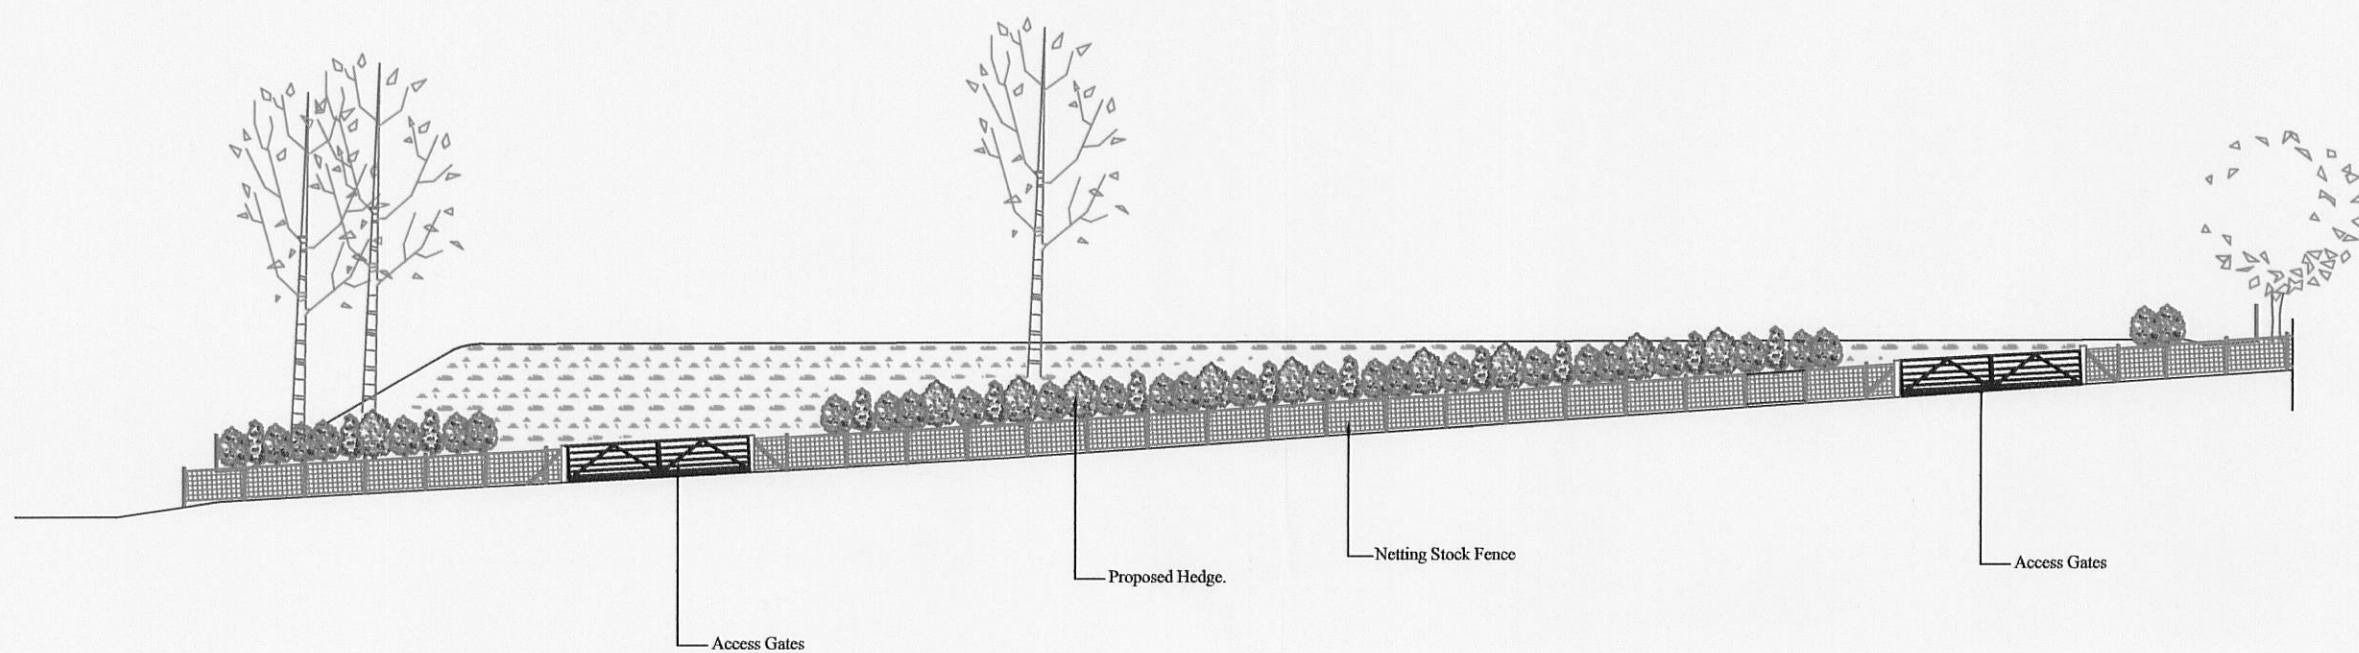 Netting Stock Fence
Access Gates
Proposed Hedge.
Access Gates